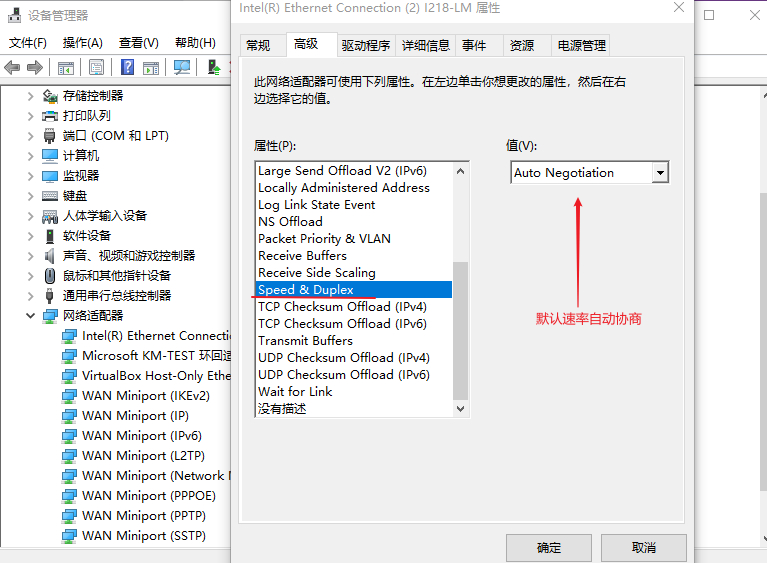 设备管理器
文件(F) 操作(A) 查看(V) 帮助(H)
存储控制器
打印队列
端口 (COM 和 LPT)
计算机
监视器
键盘
人体学输入设备
软件设备
声音、视频和游戏控制器
鼠标和其他指针设备
通用串行总线控制器
网络适配器
Intel(R) Ethernet
Microsoft KM-TEST 环回
VirtualBox Host-Only Ethe
WAN Miniport (IKEv2)
WAN Miniport (IP)
WAN Miniport (IPv6)
WAN Miniport (L2TP)
WAN Miniport (Network
WAN Miniport (PPPOE)
WAN Miniport (PPTP)
WAN Miniport (SSTP)
Intel(R) Ethernet Connection (2) I218-LM 属性
常规 高级 驱动程序 详细信息 事件 资源 电源管理
此网络适配器可使用下列属性。在左边单击你想更改的属性，然后在右
边选择它的值。
属性(P):
Large Send Offload V2 (IPv6)
Locally Administered Address
Log Link State Event
NS Offload
Packet Priority & VLAN
Receive Buffers
Receive Side Scaling
Speed & Duplex
TCP Checksum Offload (IPv4)
TCP Checksum Offload (IPv6)
Transmit Buffers
UDP Checksum Offload (IPv4)
UDP Checksum Offload (IPv6)
Wait for Link
没有描述
值(V):
Auto Negotiation
默认速率自动协商
确定 取消